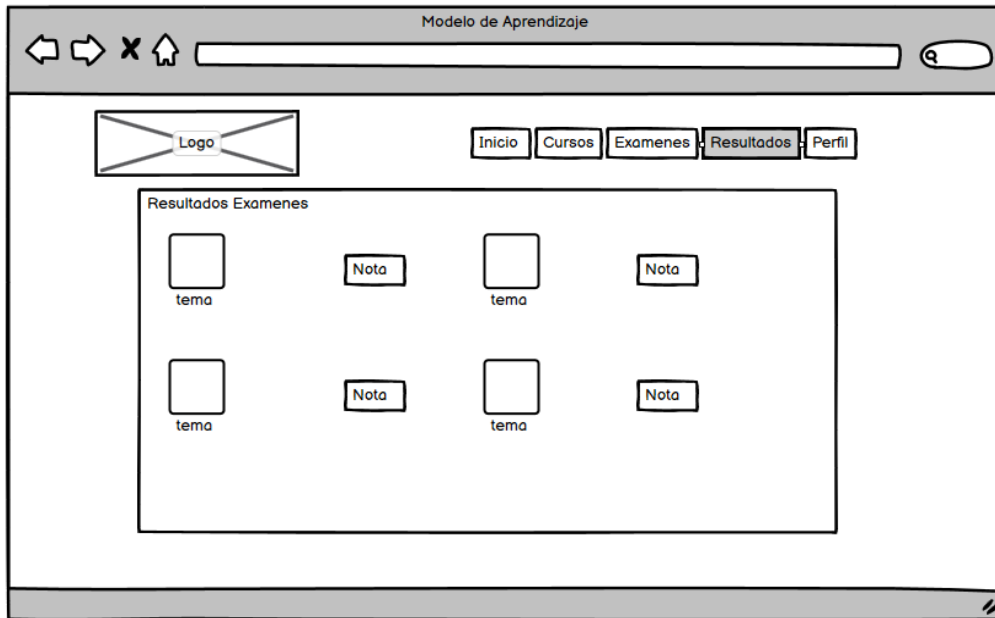 Modelo de Aprendizaje
Logo
Inicio Cursos Examenes Resultados Perfil
Resultados Examenes
Nota Nota
tema tema
Nota Nota
tema tema